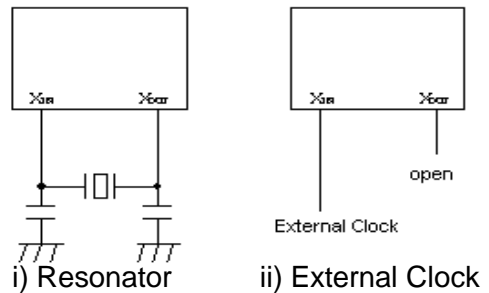 XIN XOUT XIN XOUT
open
External Clock
i) Resonator ii) External Clock